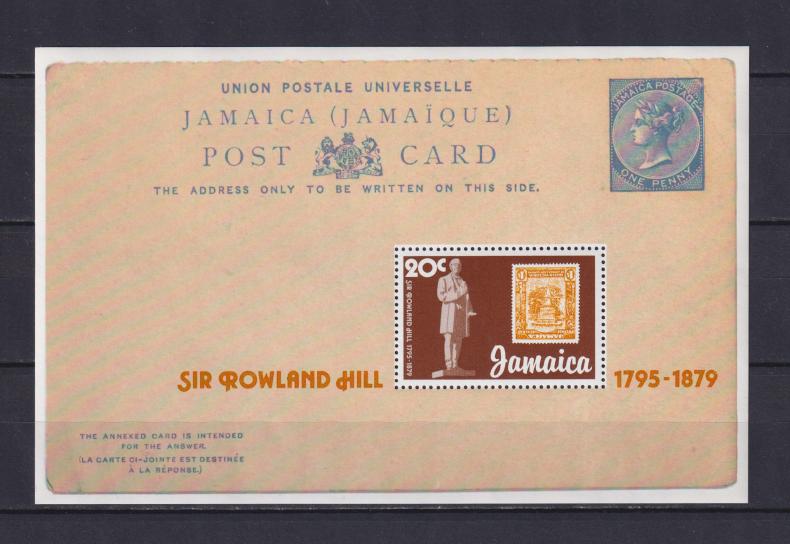 UNION POSTALE UNIVERSELLE
JAMAICA (JAMAÏQUE)
POST CARD
THE ADDRESS ONLY TO BE WRITTEN ON THIS SIDE.
JAMAICA POSTAGE
ONE PENNY
20c
SIR ROWLAND HILL 1795-1879
Jamaica
SIR ROWLAND HILL 1795-1879
THE ANNEXED CARD IS INTENDED
FOR THE ANSWER.
(LA CARTE CI-JOINTE EST DESTINÉE
À LA RÉPONSE.)